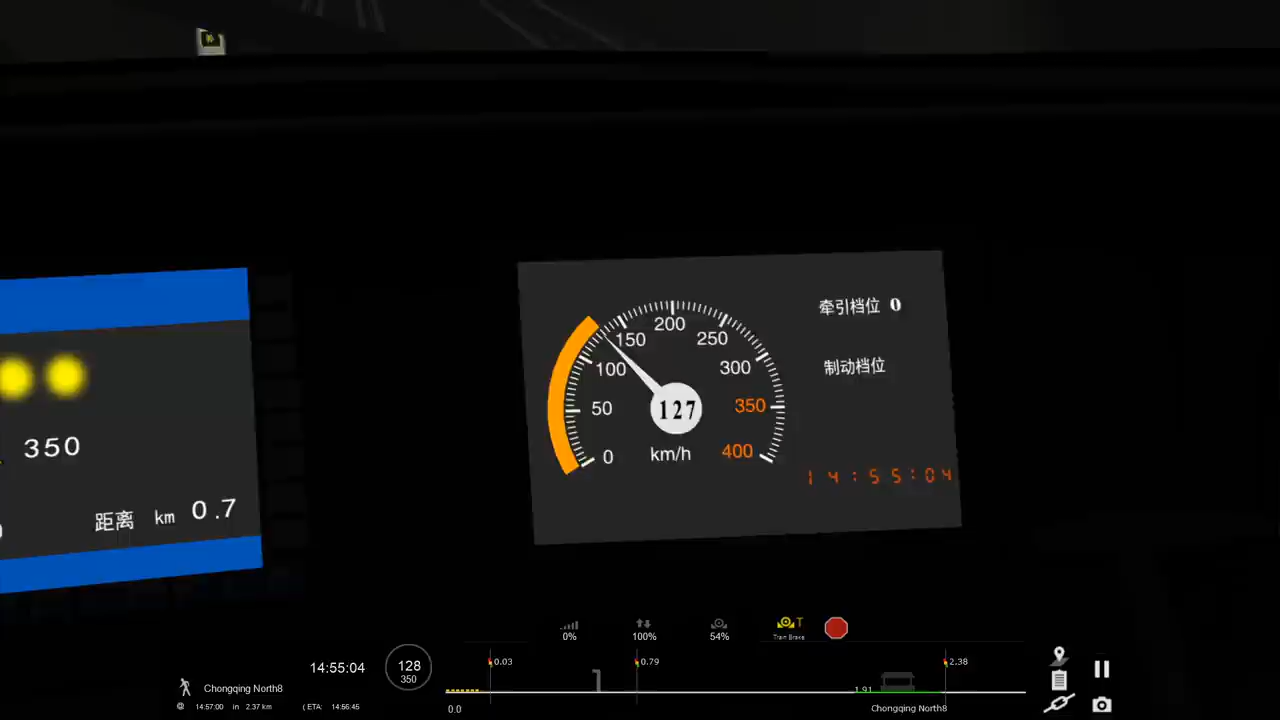 350
距离 km 0.7
200
150
250
100
300
50
350
0
km/h
400
127
牵引档位 0
制动档位
14:55:04
0%
100%
54%
T
Train Brake
14:55:04
128
350
0.03
0.79
2.38
1.91
0.0
Chongqing North8
Chongqing North8
14:57:00 in 2.37 km ( ETA: 14:56:45